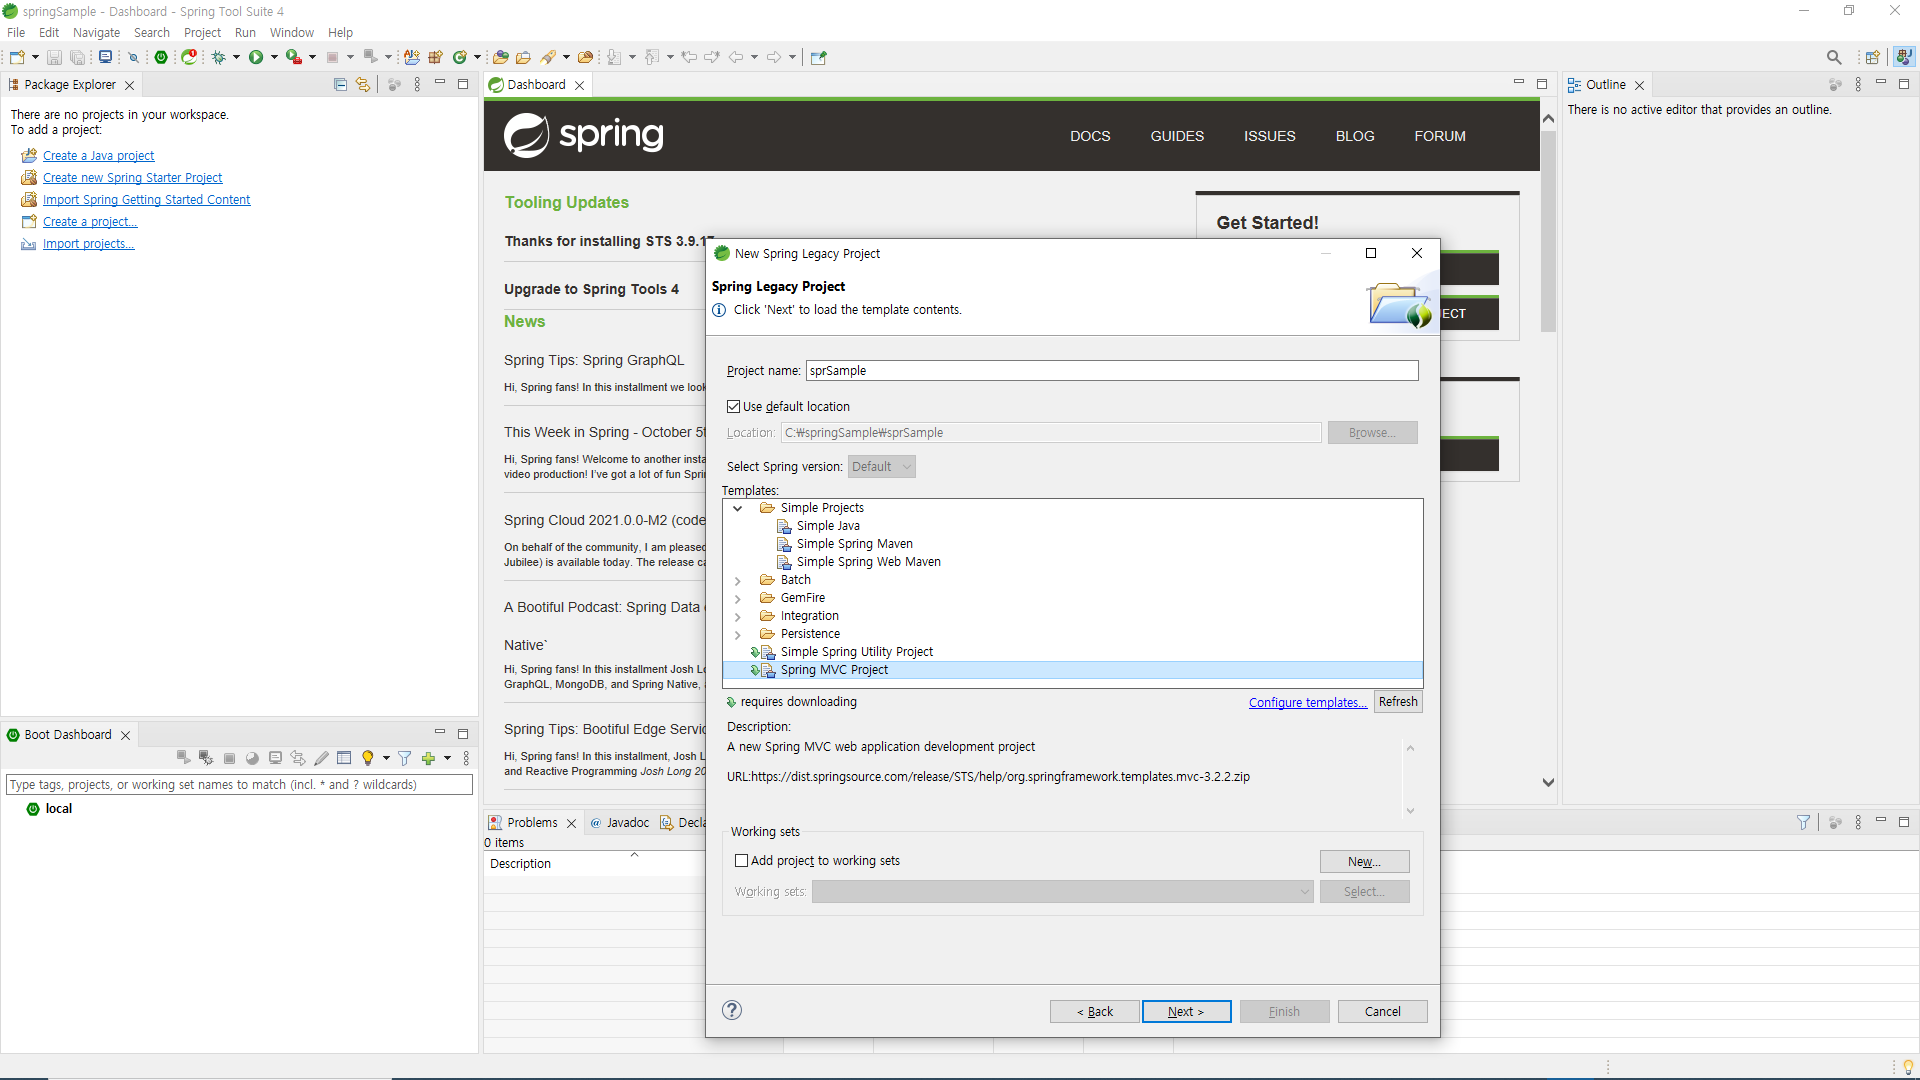 springSample - Dashboard - Spring Tool Suite 4
File Edit Navigate Search Project Run Window Help
Package Explorer
There are no projects in your workspace.
To add a project:
Create a Java project
Create new Spring Starter Project
Import Spring Getting Started Content
Create a project...
Import projects...
Boot Dashboard
Type tags, projects, or working set names to match (incl. * and ? wildcards)
local
Dashboard
spring
DOCS GUIDES ISSUES BLOG FORUM
Tooling Updates
Thanks for installing STS 3.9.17
Upgrade to Spring Tools 4
News
Spring Tips: Spring GraphQL
Hi, Spring fans! In this installment we look
This Week in Spring - October 5t
Hi, Spring fans! Welcome to another insta
video production! I've got a lot of fun Spri
Spring Cloud 2021.0.0-M2 (code
On behalf of the community, I am pleased
Jubilee) is available today. The release ca
A Bootiful Podcast: Spring Data
Native`
Hi, Spring fans! In this installment Josh Lo
GraphQL, MongoDB, and Spring Native,
Spring Tips: Bootiful Edge Servic
Hi, Spring fans! In this installment, Josh L
and Reactive Programming Josh Long 20
Get Started!
ECT
Outline
There is no active editor that provides an outline.
New Spring Legacy Project
Spring Legacy Project
Click 'Next' to load the template contents.
Project name: sprSample
Use default location
Location: C:₩springSample₩sprSample Browse...
Select Spring version: Default
Templates:
Simple Projects
Simple Java
Simple Spring Maven
Simple Spring Web Maven
Batch
GemFire
Integration
Persistence
Simple Spring Utility Project
Spring MVC Project
requires downloading Configure templates... Refresh
Description:
A new Spring MVC web application development project
URL:https://dist.springsource.com/release/STS/help/org.springframework.templates.mvc-3.2.2.zip
Working sets
Add project to working sets New...
Working sets: Select...
< Back Next > Finish Cancel
Problems Javadoc Decla
0 items
Description